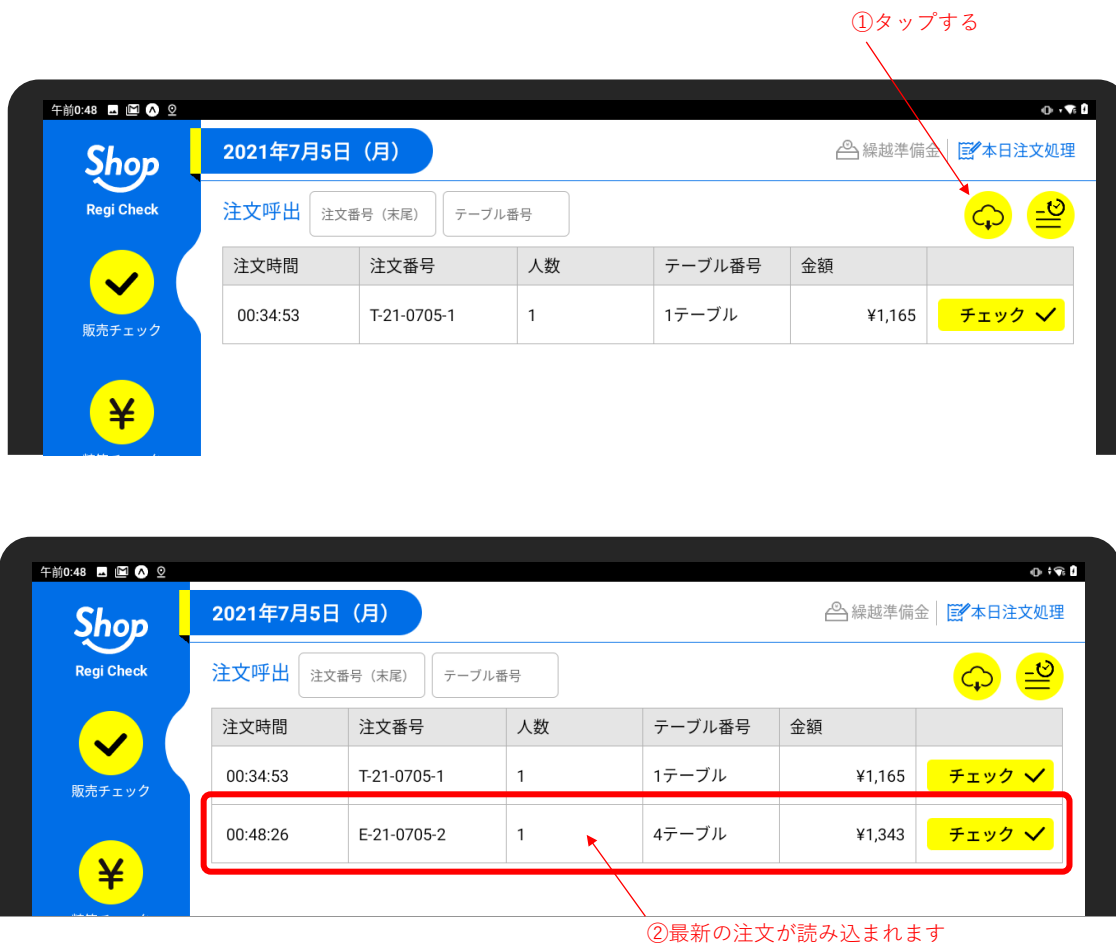 ①タップする
午前0:48
Shop
Regi Check
2021年7月5日（月）
繰越準備金 本日注文処理
注文呼出 注文番号（末尾） テーブル番号
注文時間 注文番号 人数 テーブル番号 金額
00:34:53 T-21-0705-1 1 1テーブル ¥1,165 チェック
販売チェック
午前0:48
Shop
Regi Check
2021年7月5日（月）
繰越準備金 本日注文処理
注文呼出 注文番号（末尾） テーブル番号
注文時間 注文番号 人数 テーブル番号 金額
00:34:53 T-21-0705-1 1 1テーブル ¥1,165 チェック
販売チェック
00:48:26 E-21-0705-2 1 4テーブル ¥1,343 チェック
②最新の注文が読み込まれます